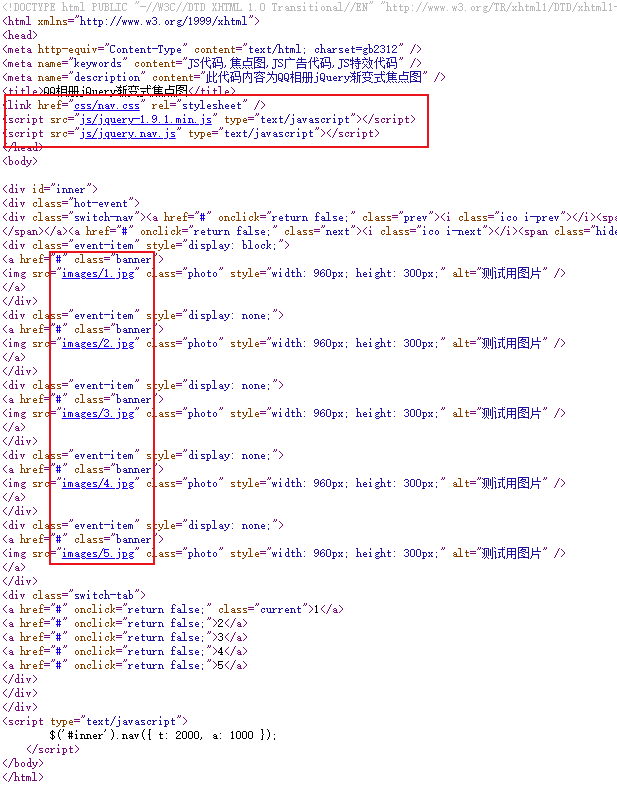 <!DOCTYPE html PUBLIC "-//W3C//DTD XHTML 1.0 Transitional//EN" "http://www.w3.org/TR/xhtml1/DTD/xhtml1-
<html xmlns="http://www.w3.org/1999/xhtml">
<head>
<meta http-equiv="Content-Type" content="text/html; charset=gb2312" />
<meta name="keywords" content="JS代码,焦点图,JS广告代码,JS特效代码" />
<meta name="description" content="此代码内容为QQ相册jQuery渐变式焦点图" />
<title>QQ相册jQuery渐变式焦点图</title>
<link href="css/nav.css" rel="stylesheet" />
<script src="js/jquery-1.9.1.min.js" type="text/javascript"></script>
<script src="js/jquery.nav.js" type="text/javascript"></script>
</head>
<body>
<div id="inner">
<div class="hot-event">
<div class="switch-nav"><a href="#" onclick="return false;" class="prev"><i class="ico i-prev"></i><spa
</span></a><a href="#" onclick="return false;" class="next"><i class="ico i-next"></i><span class="hide
<div class="event-item" style="display: block;">
<a href="#" class="banner">
<img src="images/1.jpg" class="photo" style="width: 960px; height: 300px;" alt="测试用图片" />
</a>
</div>
<div class="event-item" style="display: none;">
<a href="#" class="banner">
<img src="images/2.jpg" class="photo" style="width: 960px; height: 300px;" alt="测试用图片" />
</a>
</div>
<div class="event-item" style="display: none;">
<a href="#" class="banner">
<img src="images/3.jpg" class="photo" style="width: 960px; height: 300px;" alt="测试用图片" />
</a>
</div>
<div class="event-item" style="display: none;">
<a href="#" class="banner">
<img src="images/4.jpg" class="photo" style="width: 960px; height: 300px;" alt="测试用图片" />
</a>
</div>
<div class="event-item" style="display: none;">
<a href="#" class="banner">
<img src="images/5.jpg" class="photo" style="width: 960px; height: 300px;" alt="测试用图片" />
</a>
</div>
<div class="switch-tab">
<a href="#" onclick="return false;" class="current">1</a>
<a href="#" onclick="return false;">2</a>
<a href="#" onclick="return false;">3</a>
<a href="#" onclick="return false;">4</a>
<a href="#" onclick="return false;">5</a>
</div>
</div>
</div>
<script type="text/javascript">
$('#inner').nav({ t: 2000, a: 1000 });
</script>
</body>
</html>